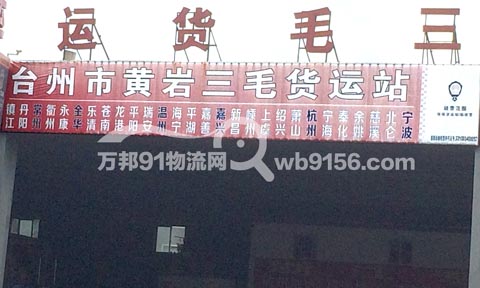 运货毛三
台州市黄岩三毛货运站
镇江 丹阳 常州 衢州 永康 金华 乐清 苍南 龙港 平阳 瑞安 温州 海宁 平湖 嘉善 嘉兴 新昌 嵊州 上虞 绍兴 萧山 杭州 宁海 奉化 余姚 慈溪 北仑 宁波
万邦91物流网 wb9156.com